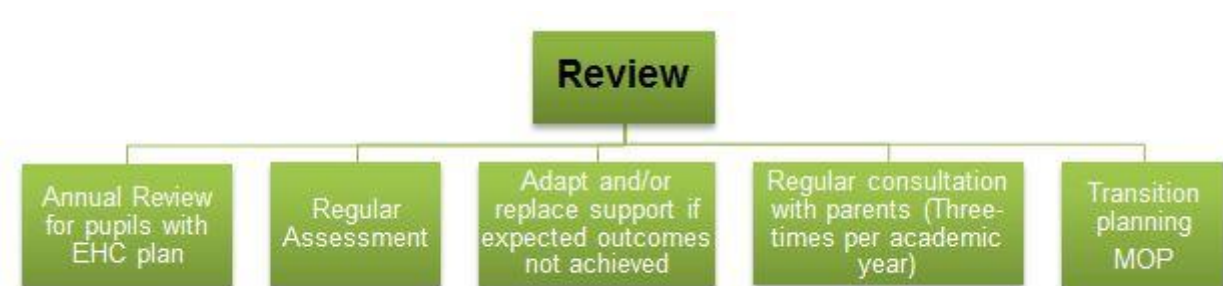 Review
Annual Review
for pupils with
EHC plan
Regular
Assessment
Adapt and/or
replace support if
expected outcomes
not achieved
Regular consultation
with parents (Three-
times per academic
year)
Transition
planning
MOP